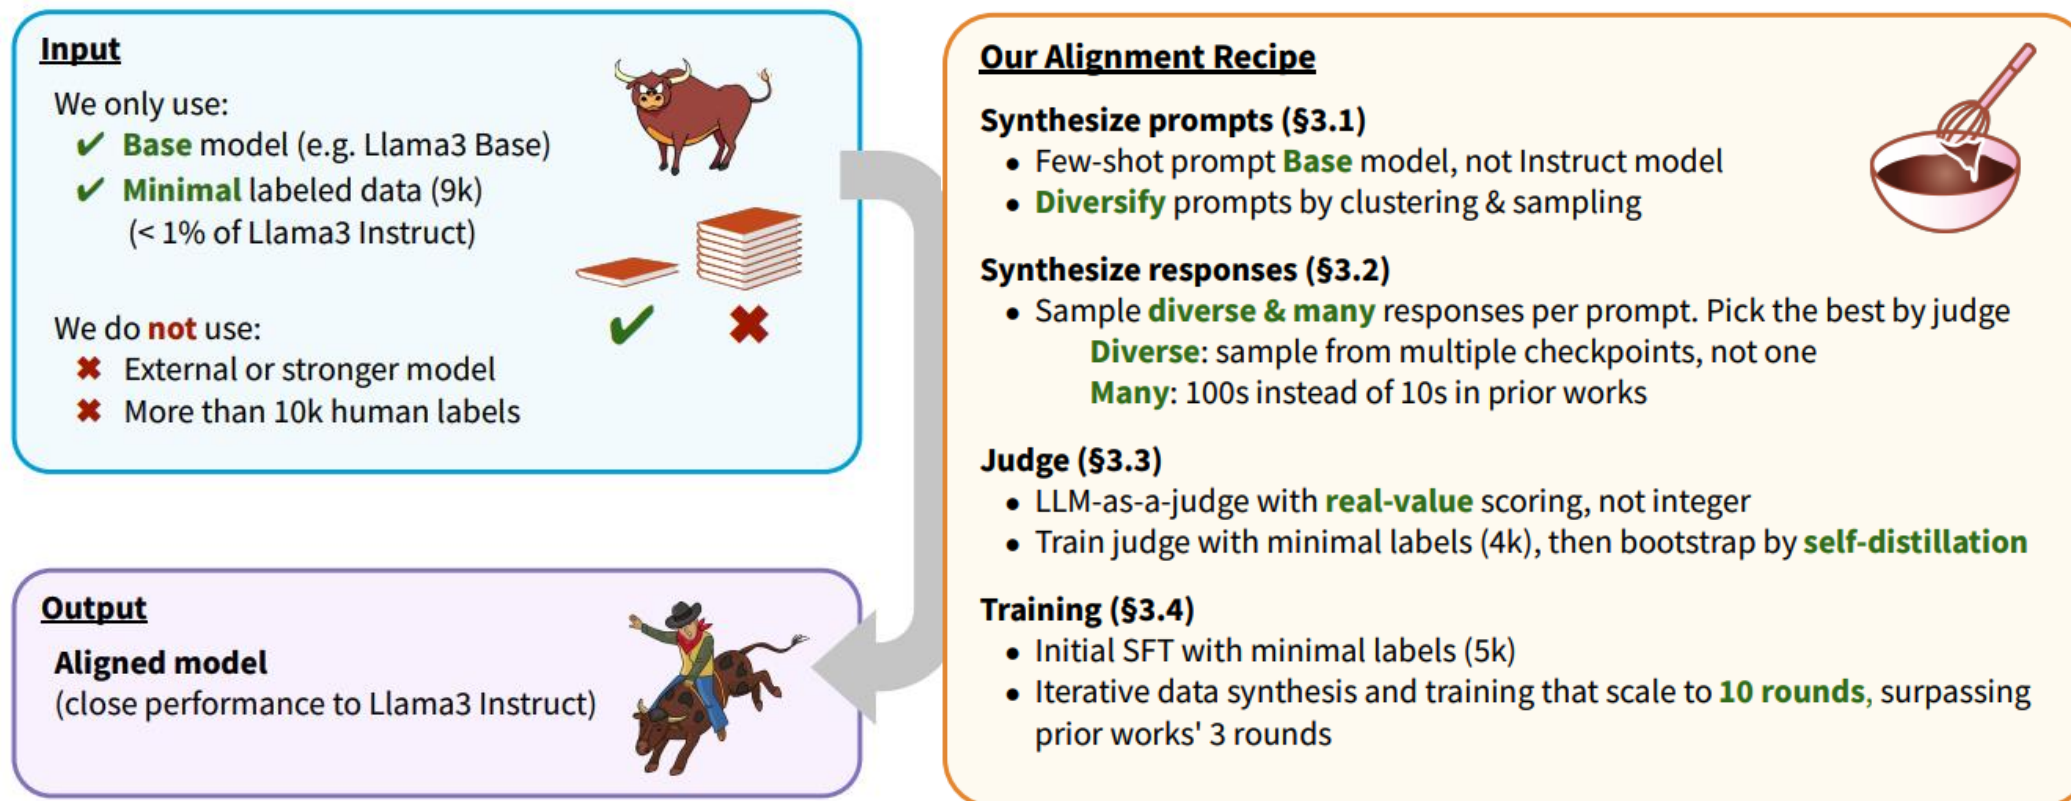 Input
We only use:
✔ Base model (e.g. Llama3 Base)
✔ Minimal labeled data (9k)
(< 1% of Llama3 Instruct)
We do not use:
✖ External or stronger model
✖ More than 10k human labels
Output
Aligned model
(close performance to Llama3 Instruct)
Our Alignment Recipe
Synthesize prompts (§3.1)
• Few-shot prompt Base model, not Instruct model
• Diversify prompts by clustering & sampling
Synthesize responses (§3.2)
• Sample diverse & many responses per prompt. Pick the best by judge
Diverse: sample from multiple checkpoints, not one
Many: 100s instead of 10s in prior works
Judge (§3.3)
• LLM-as-a-judge with real-value scoring, not integer
• Train judge with minimal labels (4k), then bootstrap by self-distillation
Training (§3.4)
• Initial SFT with minimal labels (5k)
• Iterative data synthesis and training that scale to 10 rounds, surpassing
prior works' 3 rounds